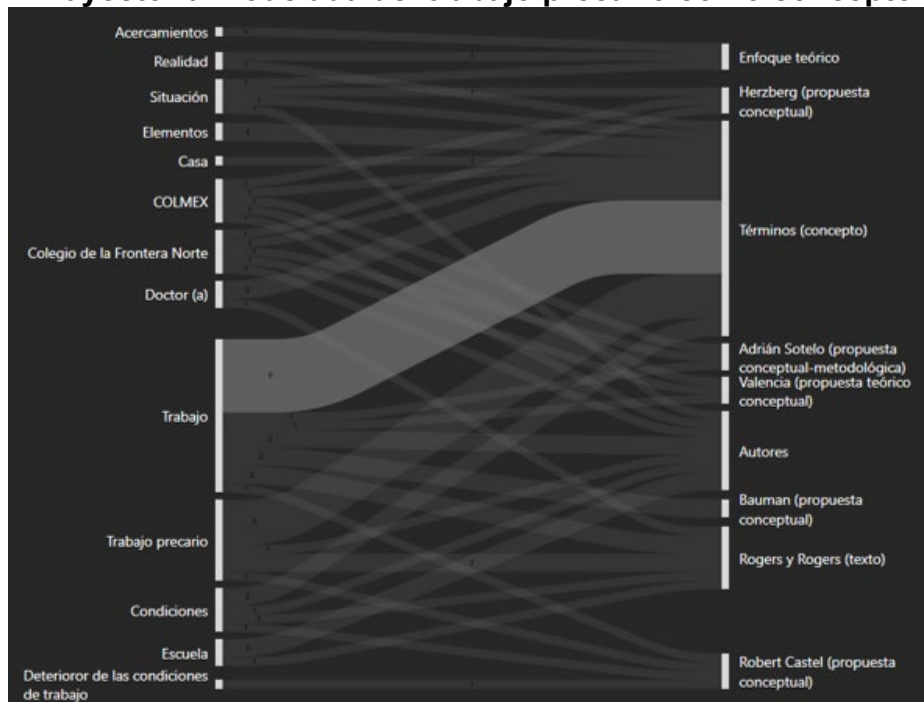 Acercamientos
Realidad
Situación
Elementos
Casa
COLMEX
Colegio de la Frontera Norte
Doctor (a)
Trabajo
Trabajo precario
Condiciones
Escuela
Deterioror de las condiciones
de trabajo
Enfoque teórico
Herzberg (propuesta
conceptual)
Términos (concepto)
Adrián Sotelo (propuesta
conceptual-metodológica)
Valencia (propuesta teórico
conceptual)
Autores
Bauman (propuesta
conceptual)
Rogers y Rogers (texto)
Robert Castel (propuesta
conceptual)